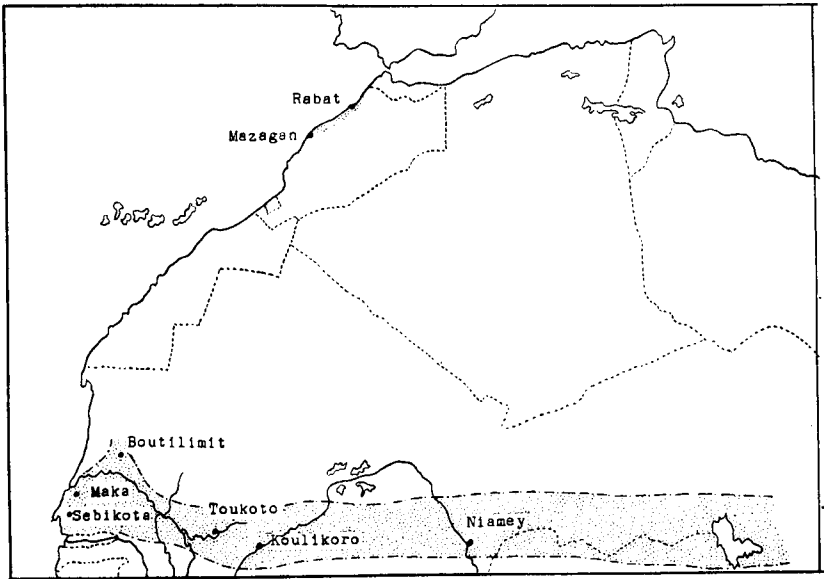 Rabat
Mazagan
Boutilimit
Maka
Sebikota
Toukoto
Koulikoro
Niamey